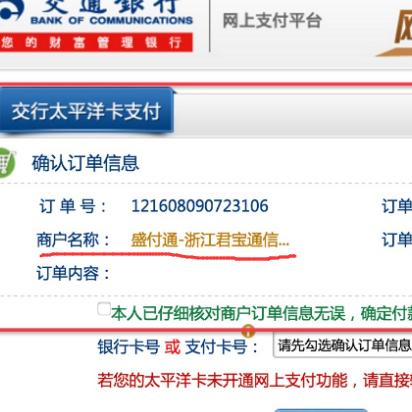 交通银行
BANK OF COMMUNICATIONS
您的财富管理银行
网上支付平台
网
交行太平洋卡支付
确认订单信息
订 单 号： 121608090723106 订单
商户名称： 盛付通-浙江君宝通信... 订单
订单内容：
本人已仔细核对商户订单信息无误，确定付款
银行卡号 或 支付卡号： 请先勾选确认订单信息
若您的太平洋卡未开通网上支付功能，请直接